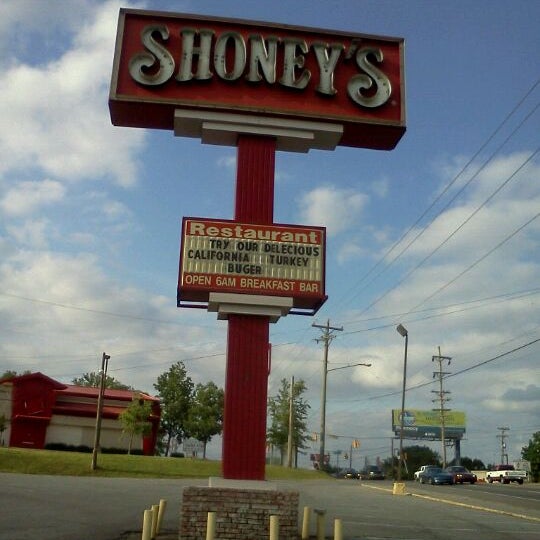 SHONEY'S
Restaurant
TRY OUR DELECIOUS
CALIFORNIA TURKEY
BUGER
OPEN 6AM BREAKFAST BAR